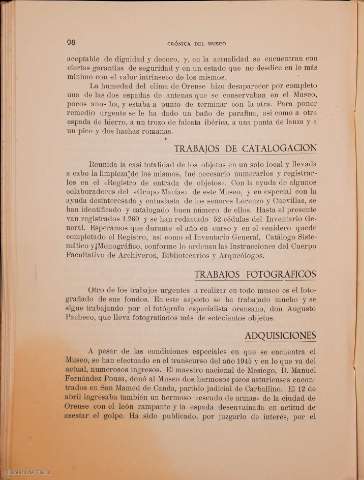 98
CRÓNICA DEL MUSEO
aceptable de dignidad y decoro, y, en la actualidad se encuentran con
ciertas garantías de seguridad y en un estado que no desdice en lo más
mínimo con el valor intrínseco de los mismos.
La humedad del clima de Orense hizo desaparecer por completo
una de las dos espadas de antenas que se conservaban en el Museo,
pocos años ha, y estaba a punto de terminar con la otra. Para poner
remedio urgente se le ha dado un baño de parafina, así como a otra
espada de hierro, a un trozo de falcata ibérica, a una punta de lanza y a
un pico y dos hachas romanas.
TRABAJOS DE CATALOGACION
Reunida la casi totalidad de los objetos en un solo local y llevada
a cabo la limpieza de los mismos, fue necesario numerarlos y registrar-
los en el «Registro de entrada de objetos». Con la ayuda de algunos
colaboradores del «Grupo Marcelo Macías», de este Museo, y en especial con la
ayuda desinteresada y entusiasta de los señores Lorenzo y Cuevillas, se
han identificado y catalogado buen número de ellos. Hasta el presente
van registrados 1.260 y se han redactado 52 cédulas del Inventario Ge-
neral. Esperamos que durante el año en curso y en el venidero quede
completado el Registro, así como el Inventario General, Catálogo Siste-
mático y Monográfico, conforme lo ordenan las instrucciones del Cuerpo
Facultativo de Archiveros, Bibliotecarios y Arqueólogos.
TRABAJOS FOTOGRAFICOS
Otro de los trabajos urgentes a realizar en todo museo es el foto-
grafiado de sus fondos. En este aspecto se ha trabajado mucho y se
sigue trabajando por el fotógrafo especialista orensano, don Augusto
Pacheco, que lleva fotografiados más de setecientos objetos.
ADQUISICIONES
A pesar de las condiciones especiales en que se encuentra el
Museo, se han efectuado en el transcurso del año 1945 y en lo que va del
actual, numerosos ingresos. El maestro nacional de Mesiego, D. Manuel
Fernández Pousa, donó al Museo dos hermosos picos asturienses encon-
trados en San Mamed de Canda, partido judicial de Carballino. El 12 de
abril ingresaba también un hermoso «escudo de armas» de la ciudad de
Orense con el león rampante y la espada desenvainada en actitud de
asestar el golpe. Ha sido publicado, por juzgarlo de interés, por el